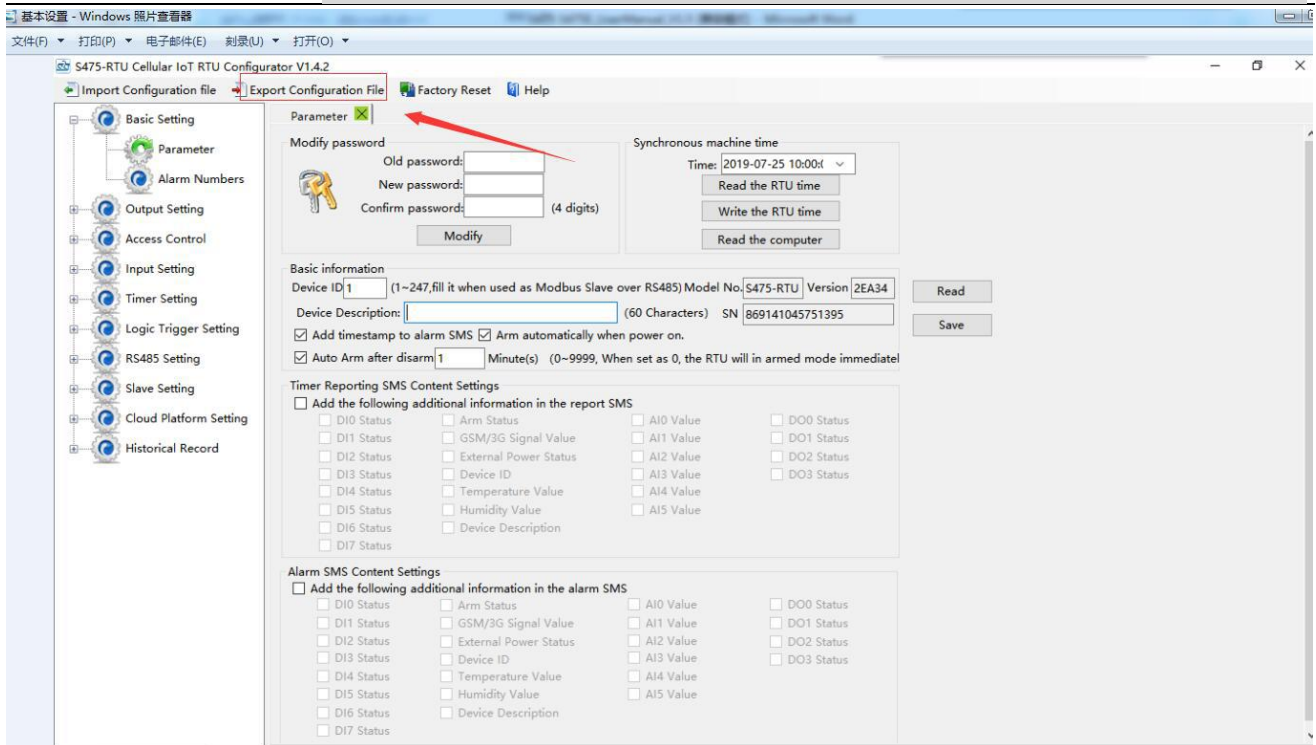 基本设置 - Windows 照片查看器
文件(F) 打印(P) 电子邮件(E) 刻录(U) 打开(O)
S475-RTU Cellular IoT RTU Configurator V1.4.2
Import Configuration file Export Configuration File Factory Reset Help
Basic Setting
Parameter
Alarm Numbers
Output Setting
Access Control
Input Setting
Timer Setting
Logic Trigger Setting
RS485 Setting
Slave Setting
Cloud Platform Setting
Historical Record
Parameter
Modify password
Old password:
New password:
Confirm password: (4 digits)
Modify
Synchronous machine time
Time: 2019-07-25 10:00:(
Read the RTU time
Write the RTU time
Read the computer
Basic information
Device ID 1 (1~247,fill it when used as Modbus Slave over RS485) Model No. S475-RTU Version 2EA34
Device Description: (60 Characters) SN 869141045751395
Add timestamp to alarm SMS Arm automatically when power on.
Auto Arm after disarm 1 Minute(s) (0~9999, When set as 0, the RTU will in armed mode immediatel
Read
Save
Timer Reporting SMS Content Settings
Add the following additional information in the report SMS
DI0 Status Arm Status AI0 Value DO0 Status
DI1 Status GSM/3G Signal Value AI1 Value DO1 Status
DI2 Status External Power Status AI2 Value DO2 Status
DI3 Status Device ID AI3 Value DO3 Status
DI4 Status Temperature Value AI4 Value
DI5 Status Humidity Value AI5 Value
DI6 Status Device Description
DI7 Status
Alarm SMS Content Settings
Add the following additional information in the alarm SMS
DI0 Status Arm Status AI0 Value DO0 Status
DI1 Status GSM/3G Signal Value AI1 Value DO1 Status
DI2 Status External Power Status AI2 Value DO2 Status
DI3 Status Device ID AI3 Value DO3 Status
DI4 Status Temperature Value AI4 Value
DI5 Status Humidity Value AI5 Value
DI6 Status Device Description
DI7 Status